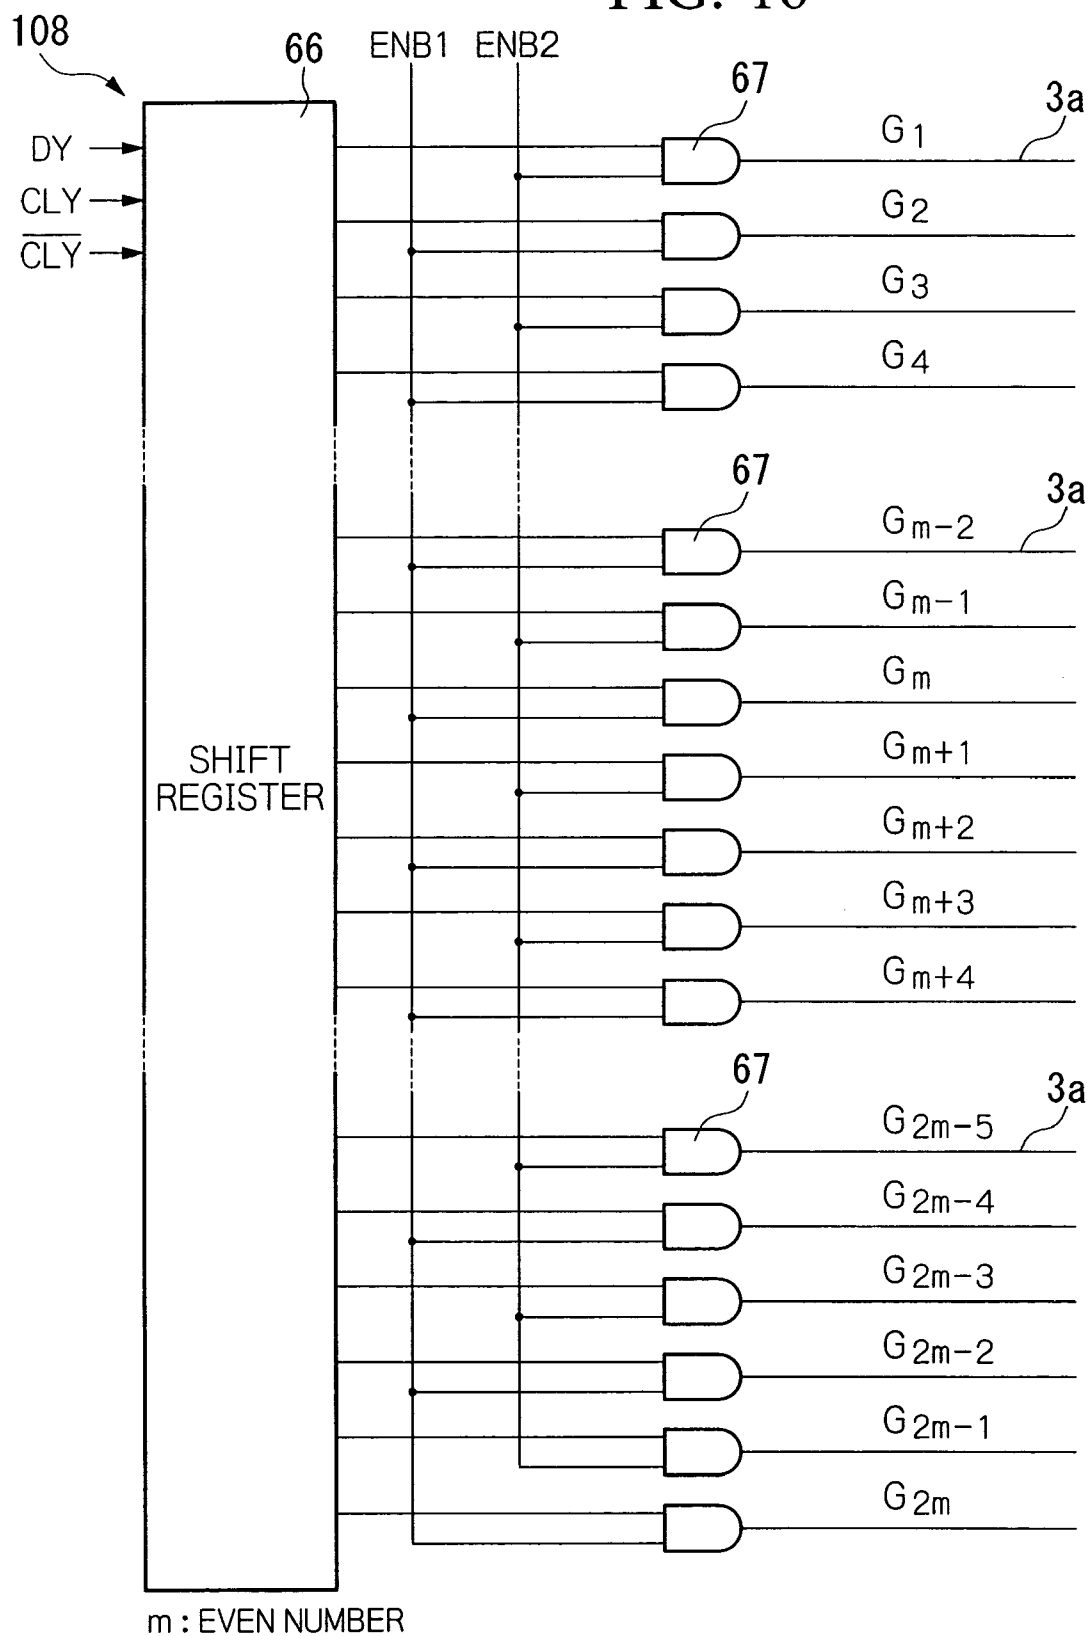 FIG. 10
108
66
ENB1 ENB2
67
3a
DY
CLY
C̅L̅Y̅
G1
G2
G3
G4
67
3a
Gm-2
Gm-1
Gm
SHIFT
REGISTER
Gm+1
Gm+2
Gm+3
Gm+4
67
3a
G2m-5
G2m-4
G2m-3
G2m-2
G2m-1
G2m
m : EVEN NUMBER